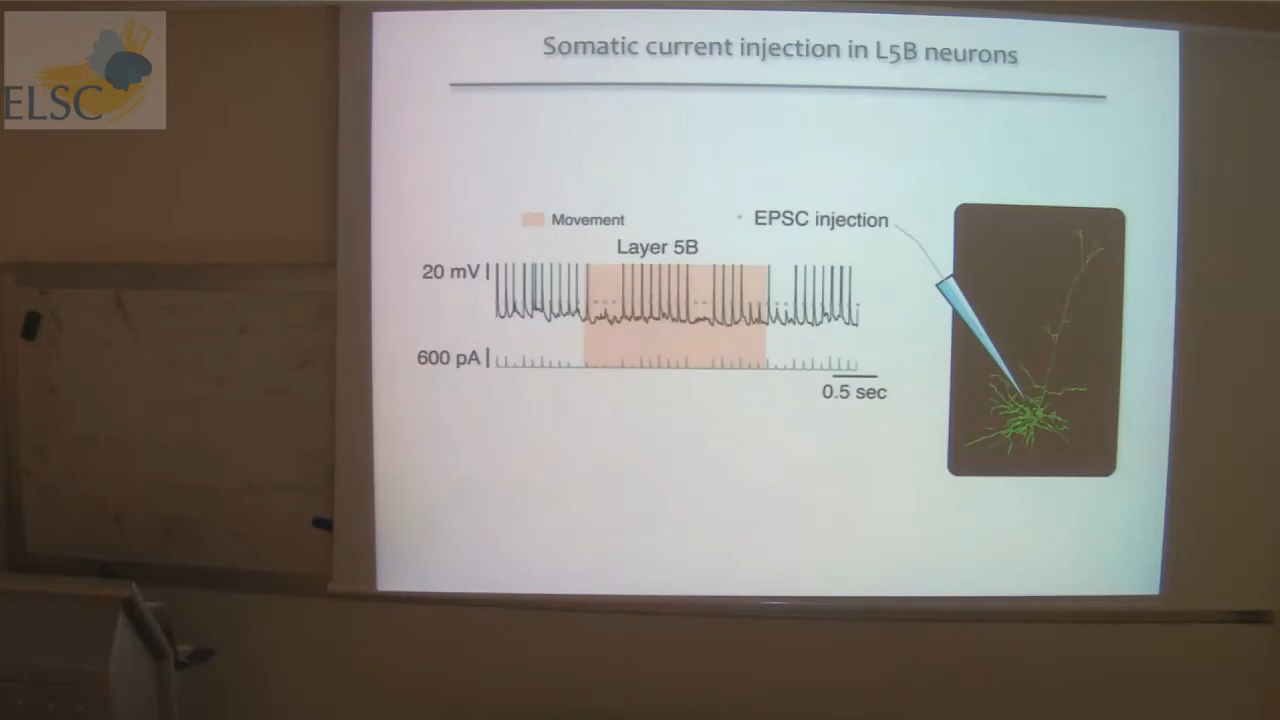 ELSC
Somatic current injection in L5B neurons
Movement
EPSC injection
Layer 5B
20 mV
600 pA
0.5 sec